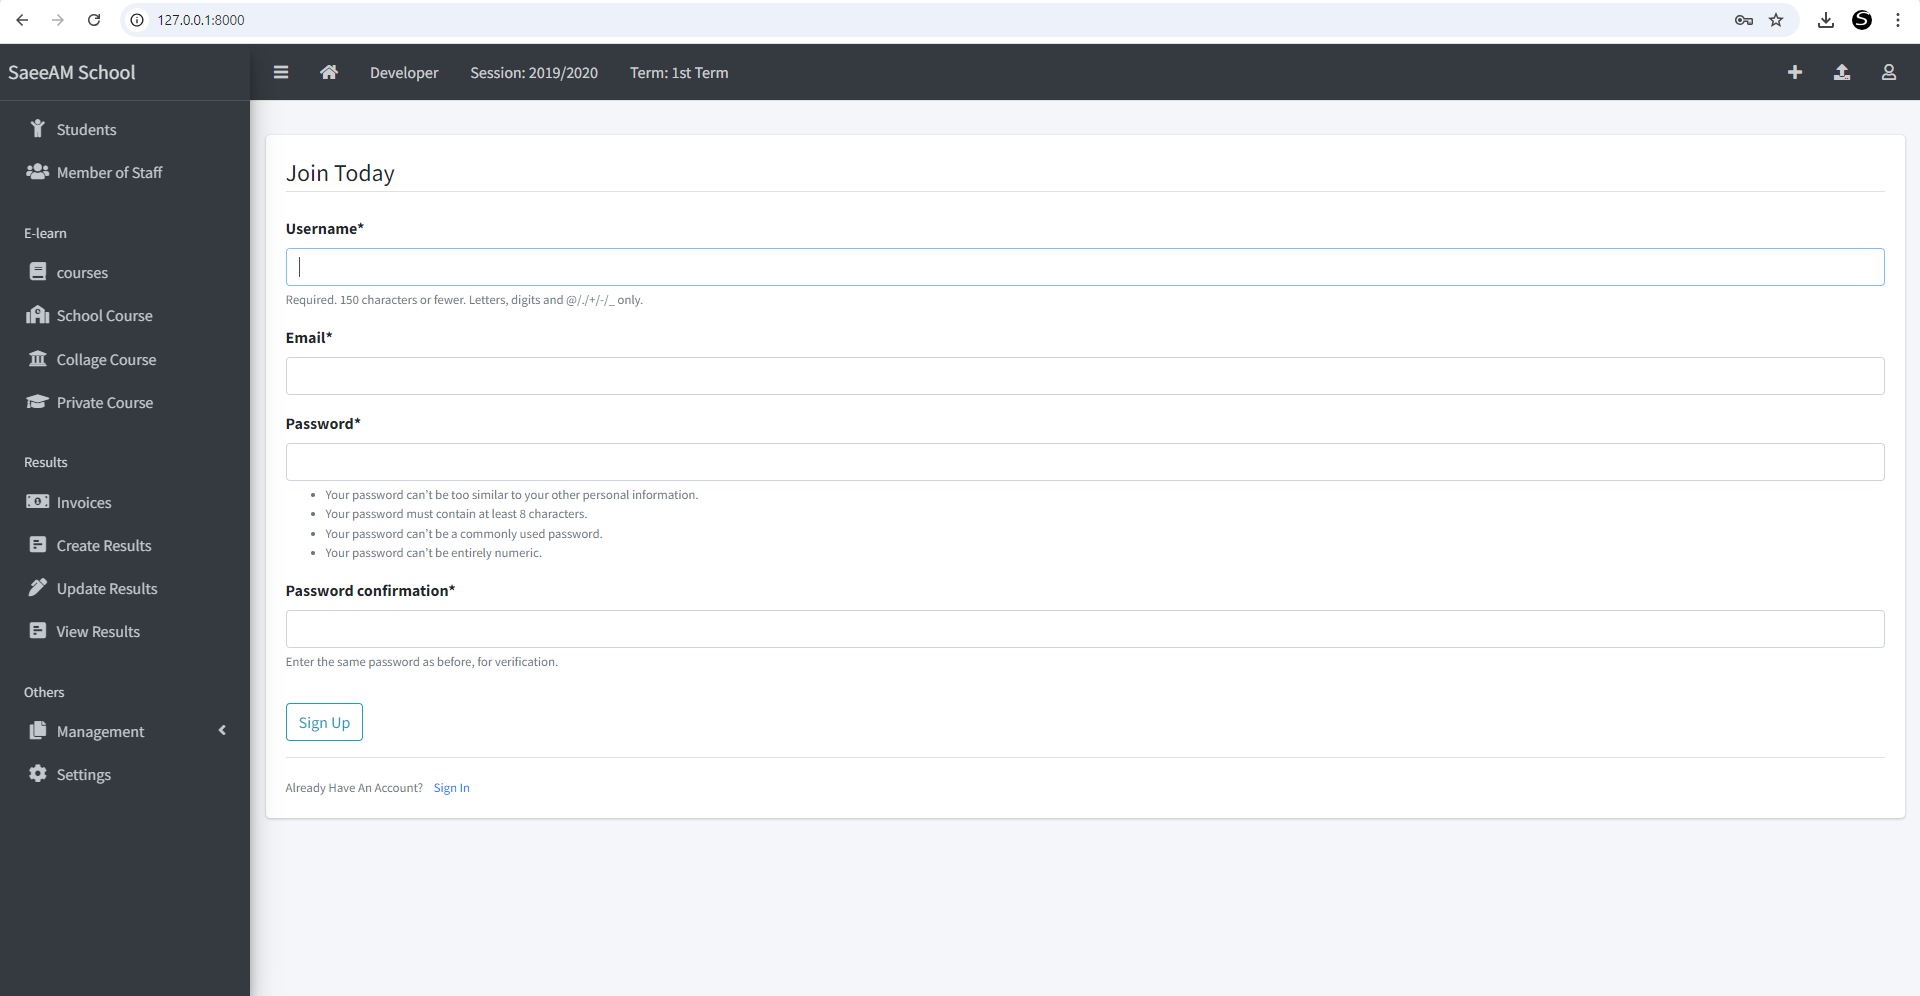 127.0.0.1:8000
SaeeAM School
Developer Session: 2019/2020 Term: 1st Term
Students
Member of Staff
E-learn
courses
School Course
Collage Course
Private Course
Results
Invoices
Create Results
Update Results
View Results
Others
Management
Settings
Join Today
Username*
Required. 150 characters or fewer. Letters, digits and @/./+/-/_ only.
Email*
Password*
Your password can’t be too similar to your other personal information.
Your password must contain at least 8 characters.
Your password can’t be a commonly used password.
Your password can’t be entirely numeric.
Password confirmation*
Enter the same password as before, for verification.
Sign Up
Already Have An Account? Sign In